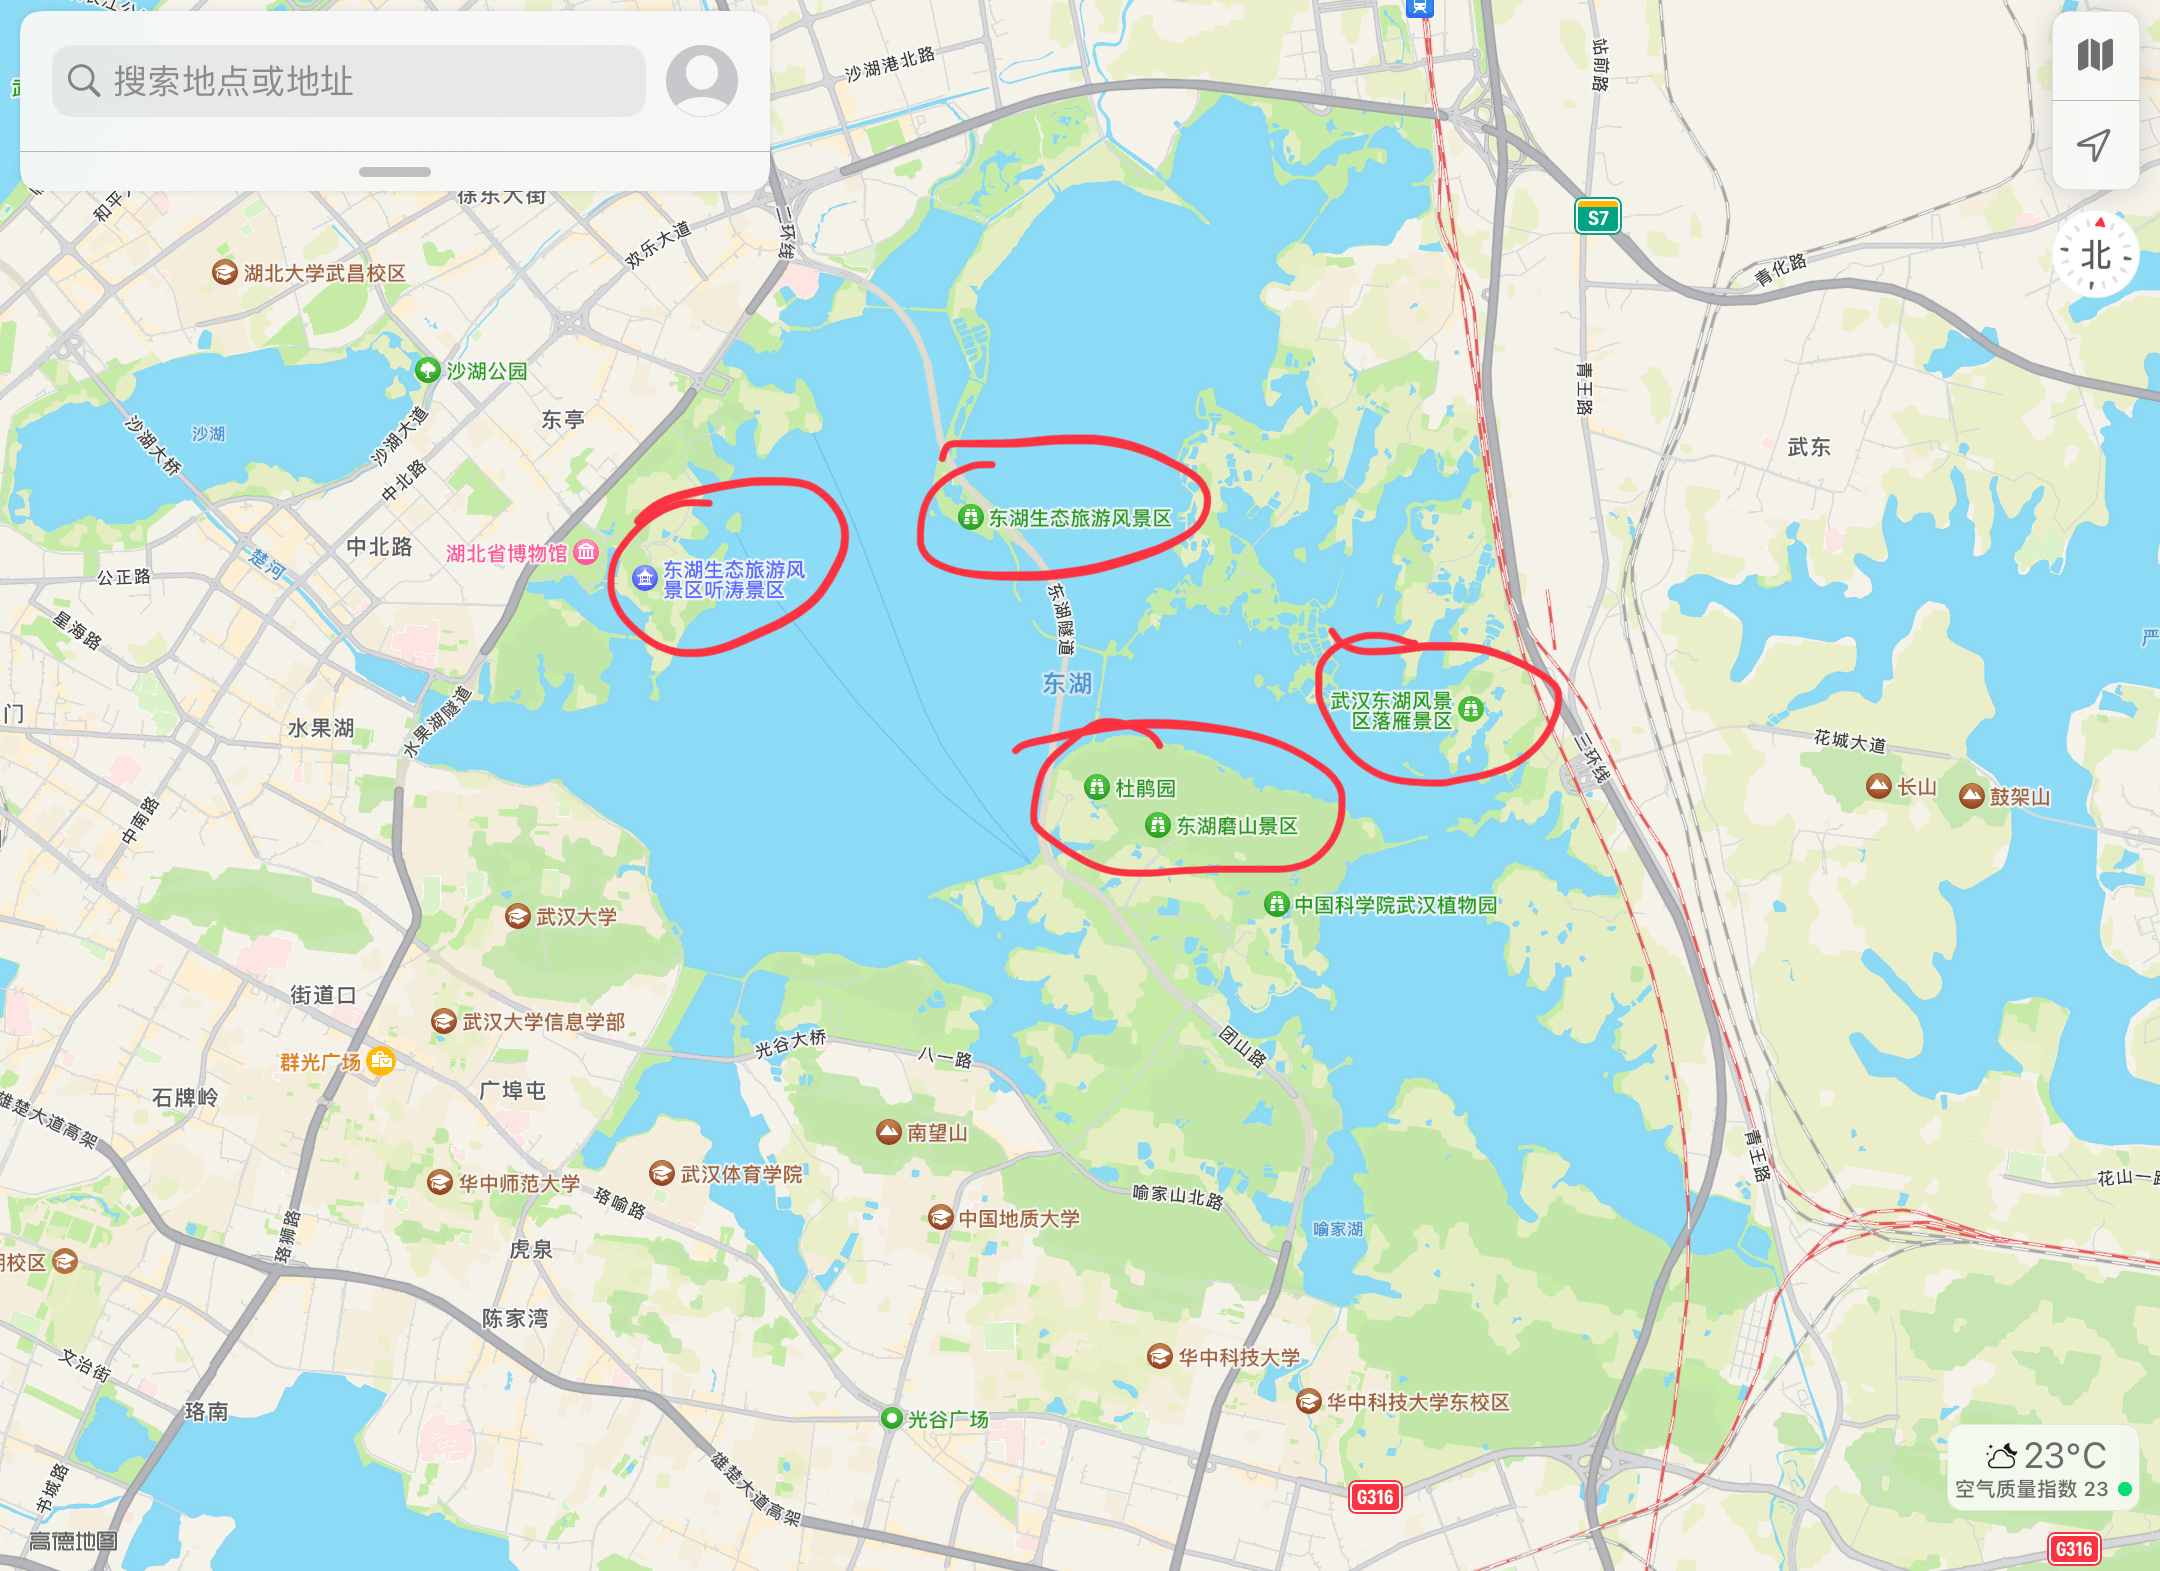 沙湖港北路
站前路
搜索地点或地址
徐东大街
和平
二环线
欢乐大道
S7
北
青化路
湖北大学武昌校区
沙湖公园
青王路
东亭
沙湖
沙湖大桥
沙湖大道
中北路
武东
东湖生态旅游风景区
中北路
湖北省博物馆
楚河
公正路
东湖生态旅游风
景区听涛景区
星海路
东湖隧道
严
东湖
武汉东湖风景
区落雁景区
门
水果湖
水果湖隧道
三环线
花城大道
长山
鼓架山
杜鹃园
东湖磨山景区
中南路
中国科学院武汉植物园
武汉大学
街道口
武汉大学信息学部
群光广场
光谷大桥
八一路
团山路
石牌岭
广埠屯
雄楚大道高架
南望山
青王路
华中师范大学
武汉体育学院
珞喻路
喻家山北路
花山一路
中国地质大学
喻家湖
珞狮路
虎泉
校区
陈家湾
文治街
华中科技大学
华中科技大学东校区
珞南
光谷广场
23°C
空气质量指数 23
书城路
雄楚大道高架
G316
高德地图
G316